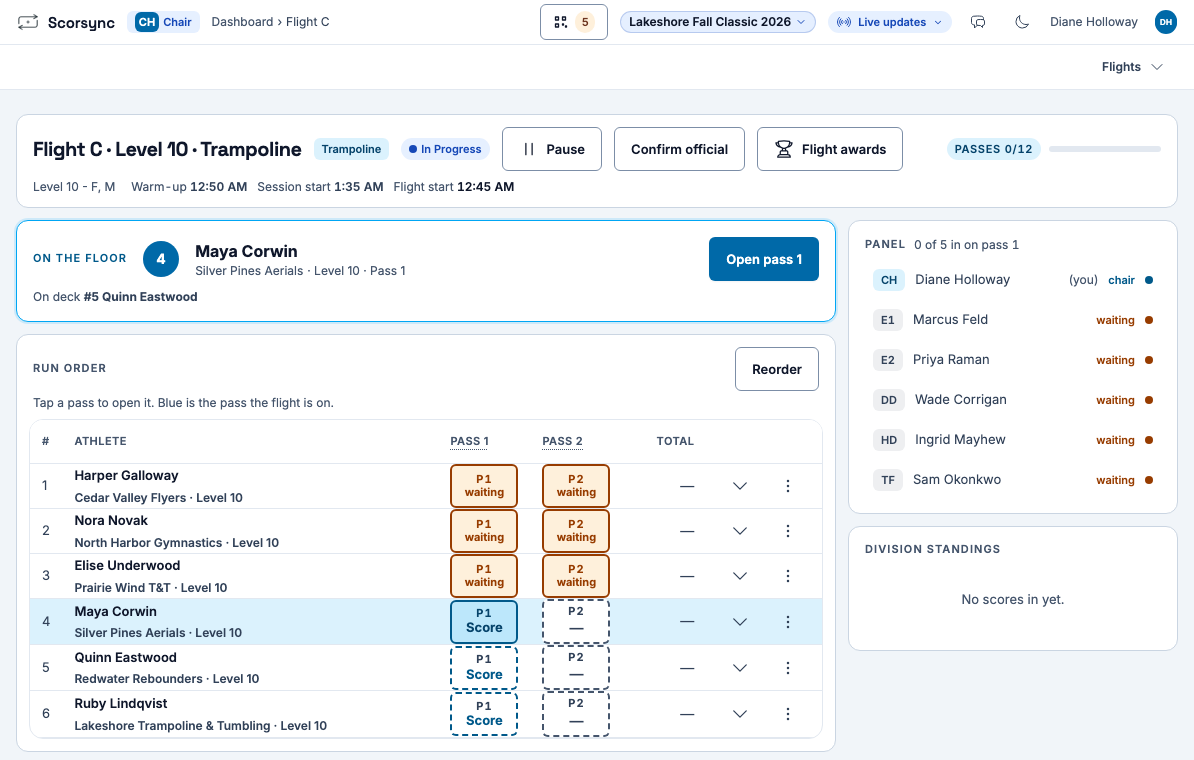 Scorsync CH Chair Dashboard › Flight C 5 Lakeshore Fall Classic 2026 Live updates Diane Holloway DH
Flights
Flight C · Level 10 · Trampoline Trampoline In Progress Pause Confirm official Flight awards PASSES 0/12
Level 10 - F, M Warm-up 12:50 AM Session start 1:35 AM Flight start 12:45 AM
ON THE FLOOR 4 Maya Corwin
Silver Pines Aerials · Level 10 · Pass 1
Open pass 1
On deck #5 Quinn Eastwood
RUN ORDER Reorder
Tap a pass to open it. Blue is the pass the flight is on.
# ATHLETE PASS 1 PASS 2 TOTAL
1 Harper Galloway P1 P2 —
Cedar Valley Flyers · Level 10 waiting waiting
2 Nora Novak P1 P2 —
North Harbor Gymnastics · Level 10 waiting waiting
3 Elise Underwood P1 P2 —
Prairie Wind T&T · Level 10 waiting waiting
4 Maya Corwin P1 P2 —
Silver Pines Aerials · Level 10 Score —
5 Quinn Eastwood P1 P2 —
Redwater Rebounders · Level 10 Score —
6 Ruby Lindqvist P1 P2 —
Lakeshore Trampoline & Tumbling · Level 10 Score —
PANEL 0 of 5 in on pass 1
CH Diane Holloway (you) chair
E1 Marcus Feld waiting
E2 Priya Raman waiting
DD Wade Corrigan waiting
HD Ingrid Mayhew waiting
TF Sam Okonkwo waiting
DIVISION STANDINGS
No scores in yet.